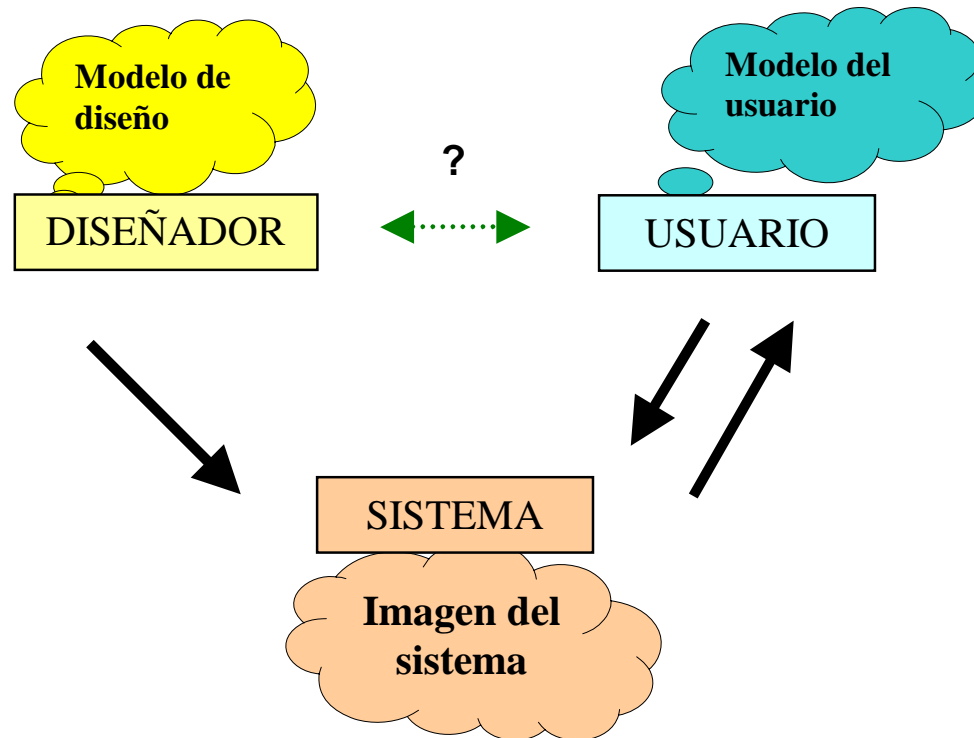 Modelo de
diseño
Modelo del
usuario
?
DISEÑADOR
USUARIO
SISTEMA
Imagen del
sistema